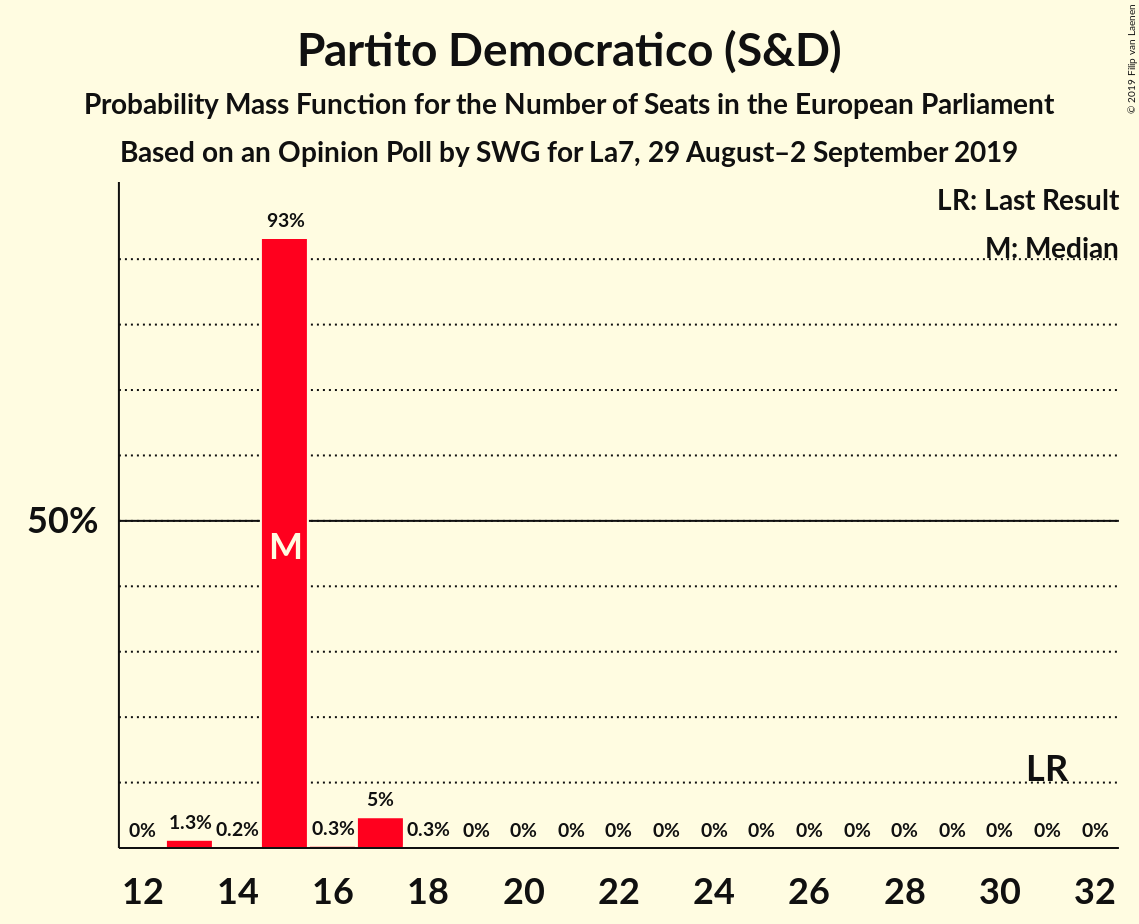 Partito Democratico (S&D)
Probability Mass Function for the Number of Seats in the European Parliament
Based on an Opinion Poll by SWG for La7, 29 August–2 September 2019
© 2019 Filip van Laenen
LR: Last Result
M: Median
93%
50%
M
LR
0% 1.3% 0.2% 0.3% 5% 0.3% 0% 0% 0% 0% 0% 0% 0% 0% 0% 0% 0% 0% 0% 0%
12 14 16 18 20 22 24 26 28 30 32